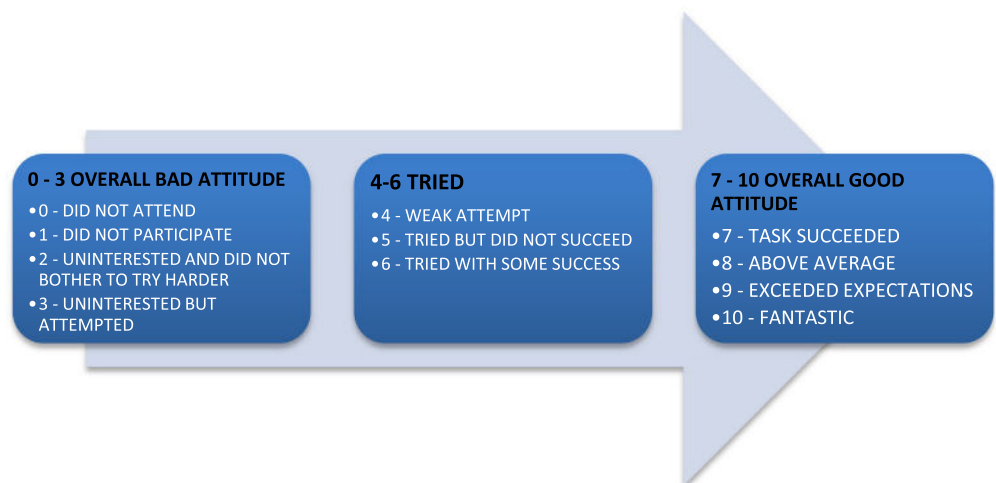 0 - 3 OVERALL BAD ATTITUDE
•0 - DID NOT ATTEND
•1 - DID NOT PARTICIPATE
•2 - UNINTERESTED AND DID NOT
BOTHER TO TRY HARDER
•3 - UNINTERESTED BUT
ATTEMPTED
4-6 TRIED
•4 - WEAK ATTEMPT
•5 - TRIED BUT DID NOT SUCCEED
•6 - TRIED WITH SOME SUCCESS
7 - 10 OVERALL GOOD
ATTITUDE
•7 - TASK SUCCEEDED
•8 - ABOVE AVERAGE
•9 - EXCEEDED EXPECTATIONS
•10 - FANTASTIC